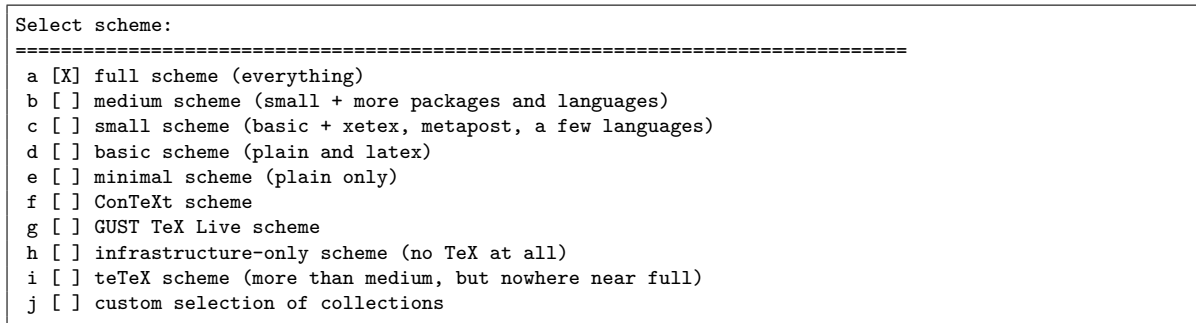 Select scheme:
===============================================================================
a [X] full scheme (everything)
b [ ] medium scheme (small + more packages and languages)
c [ ] small scheme (basic + xetex, metapost, a few languages)
d [ ] basic scheme (plain and latex)
e [ ] minimal scheme (plain only)
f [ ] ConTeXt scheme
g [ ] GUST TeX Live scheme
h [ ] infrastructure-only scheme (no TeX at all)
i [ ] teTeX scheme (more than medium, but nowhere near full)
j [ ] custom selection of collections